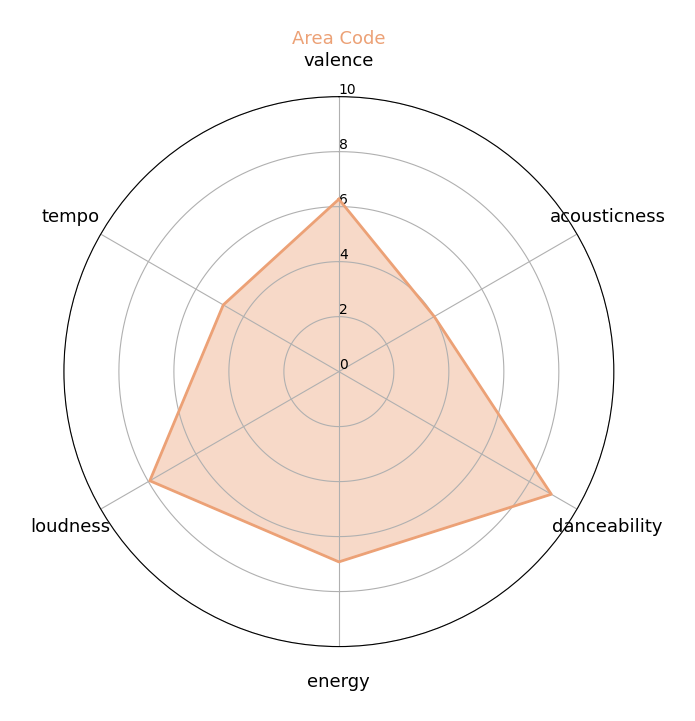 Area Code
valence
10
8
tempo
acousticness
6
4
2
0
loudness
danceability
energy